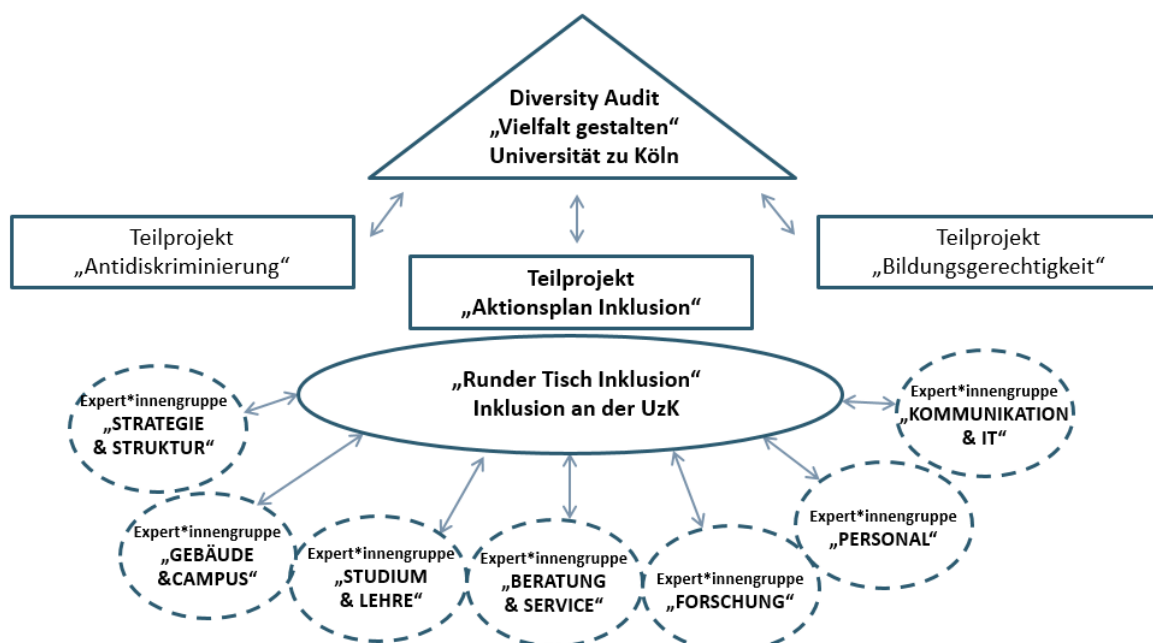 Diversity Audit
„Vielfalt gestalten“
Universität zu Köln
Teilprojekt
„Antidiskriminierung“
Teilprojekt
„Aktionsplan Inklusion“
Teilprojekt
„Bildungsgerechtigkeit“
„Runder Tisch Inklusion“
Inklusion an der UzK
Expert*innengruppe
„STRATEGIE
& STRUKTUR“
Expert*innengruppe
„GEBÄUDE
&CAMPUS“
Expert*innengruppe
„STUDIUM
& LEHRE“
Expert*innengruppe
„BERATUNG
& SERVICE“
Expert*innengruppe
„FORSCHUNG“
Expert*innengruppe
„PERSONAL“
Expert*innengruppe
„KOMMUNIKATION
& IT“